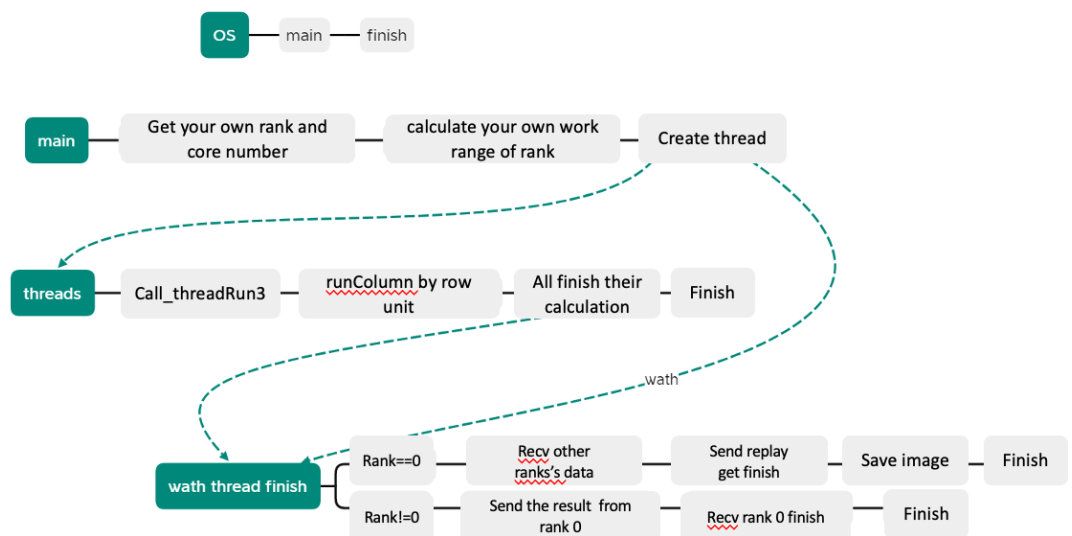 OS
main
finish
main
Get your own rank and
core number
calculate your own work
range of rank
Create thread
threads
Call_threadRun3
runColumn by row
unit
All finish their
calculation
Finish
wath
wath thread finish
Rank==0
Recv other
ranks's data
Send replay
get finish
Save image
Finish
Rank!=0
Send the result from
rank 0
Recv rank 0 finish
Finish